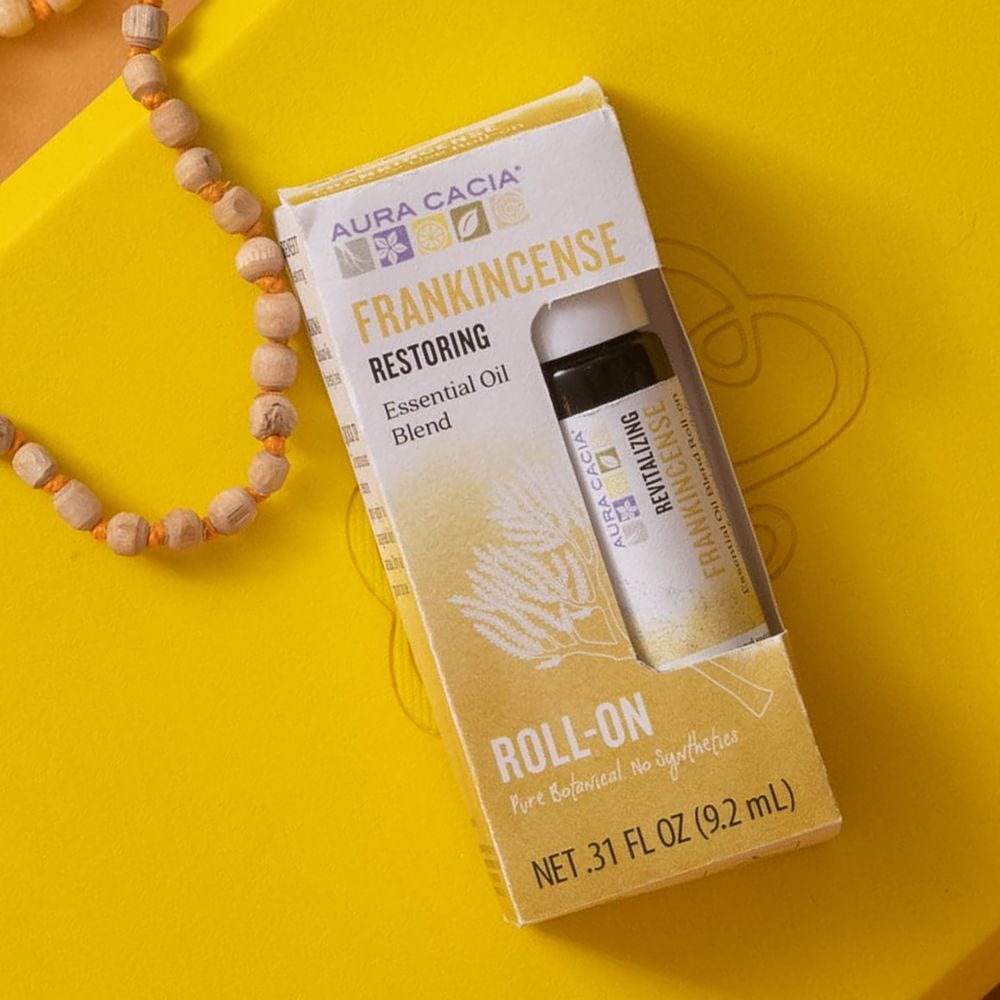 FRANKINCENSE
AURA CACIA
FRANKINCENSE
RESTORING
Essential Oil
Blend
AURA CACIA
REVITALIZING
FRANKINCENSE
Essential Oil Blend Roll-on
ROLL-ON
Pure Botanical. No Synthetics.
NET .31 FL OZ (9.2 mL)